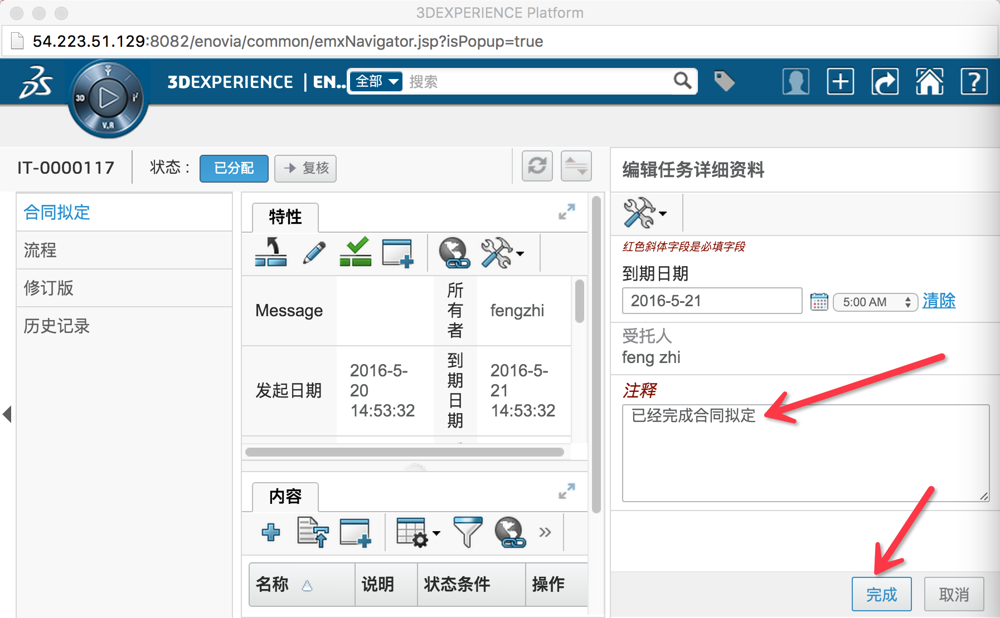 3DEXPERIENCE Platform
54.223.51.129:8082/enovia/common/emxNavigator.jsp?isPopup=true
3DS
3D
V,R
i²
3DEXPERIENCE | EN..
全部
搜索
?
IT-0000117
状态：
已分配
复核
合同拟定
流程
修订版
历史记录
特性
Message
所有者
fengzhi
发起日期
2016-5-
20
14:53:32
到期日期
2016-5-
21
14:53:32
内容
»
名称
说明
状态条件
操作
编辑任务详细资料
红色斜体字段是必填字段
到期日期
2016-5-21
5:00 AM
清除
受托人
feng zhi
注释
已经完成合同拟定
完成
取消